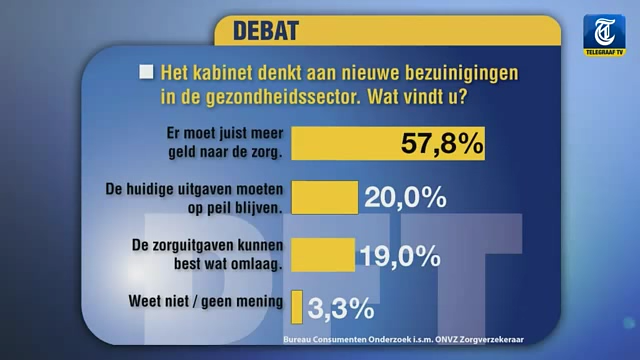 DEBAT
T
TELEGRAAF TV
Het kabinet denkt aan nieuwe bezuinigingen
in de gezondheidssector. Wat vindt u?
Er moet juist meer
geld naar de zorg.
57,8%
De huidige uitgaven moeten
op peil blijven.
20,0%
De zorguitgaven kunnen
best wat omlaag.
19,0%
Weet niet / geen mening
3,3%
DFT
Bureau Consumenten Onderzoek i.s.m. ONVZ Zorgverzekeraar